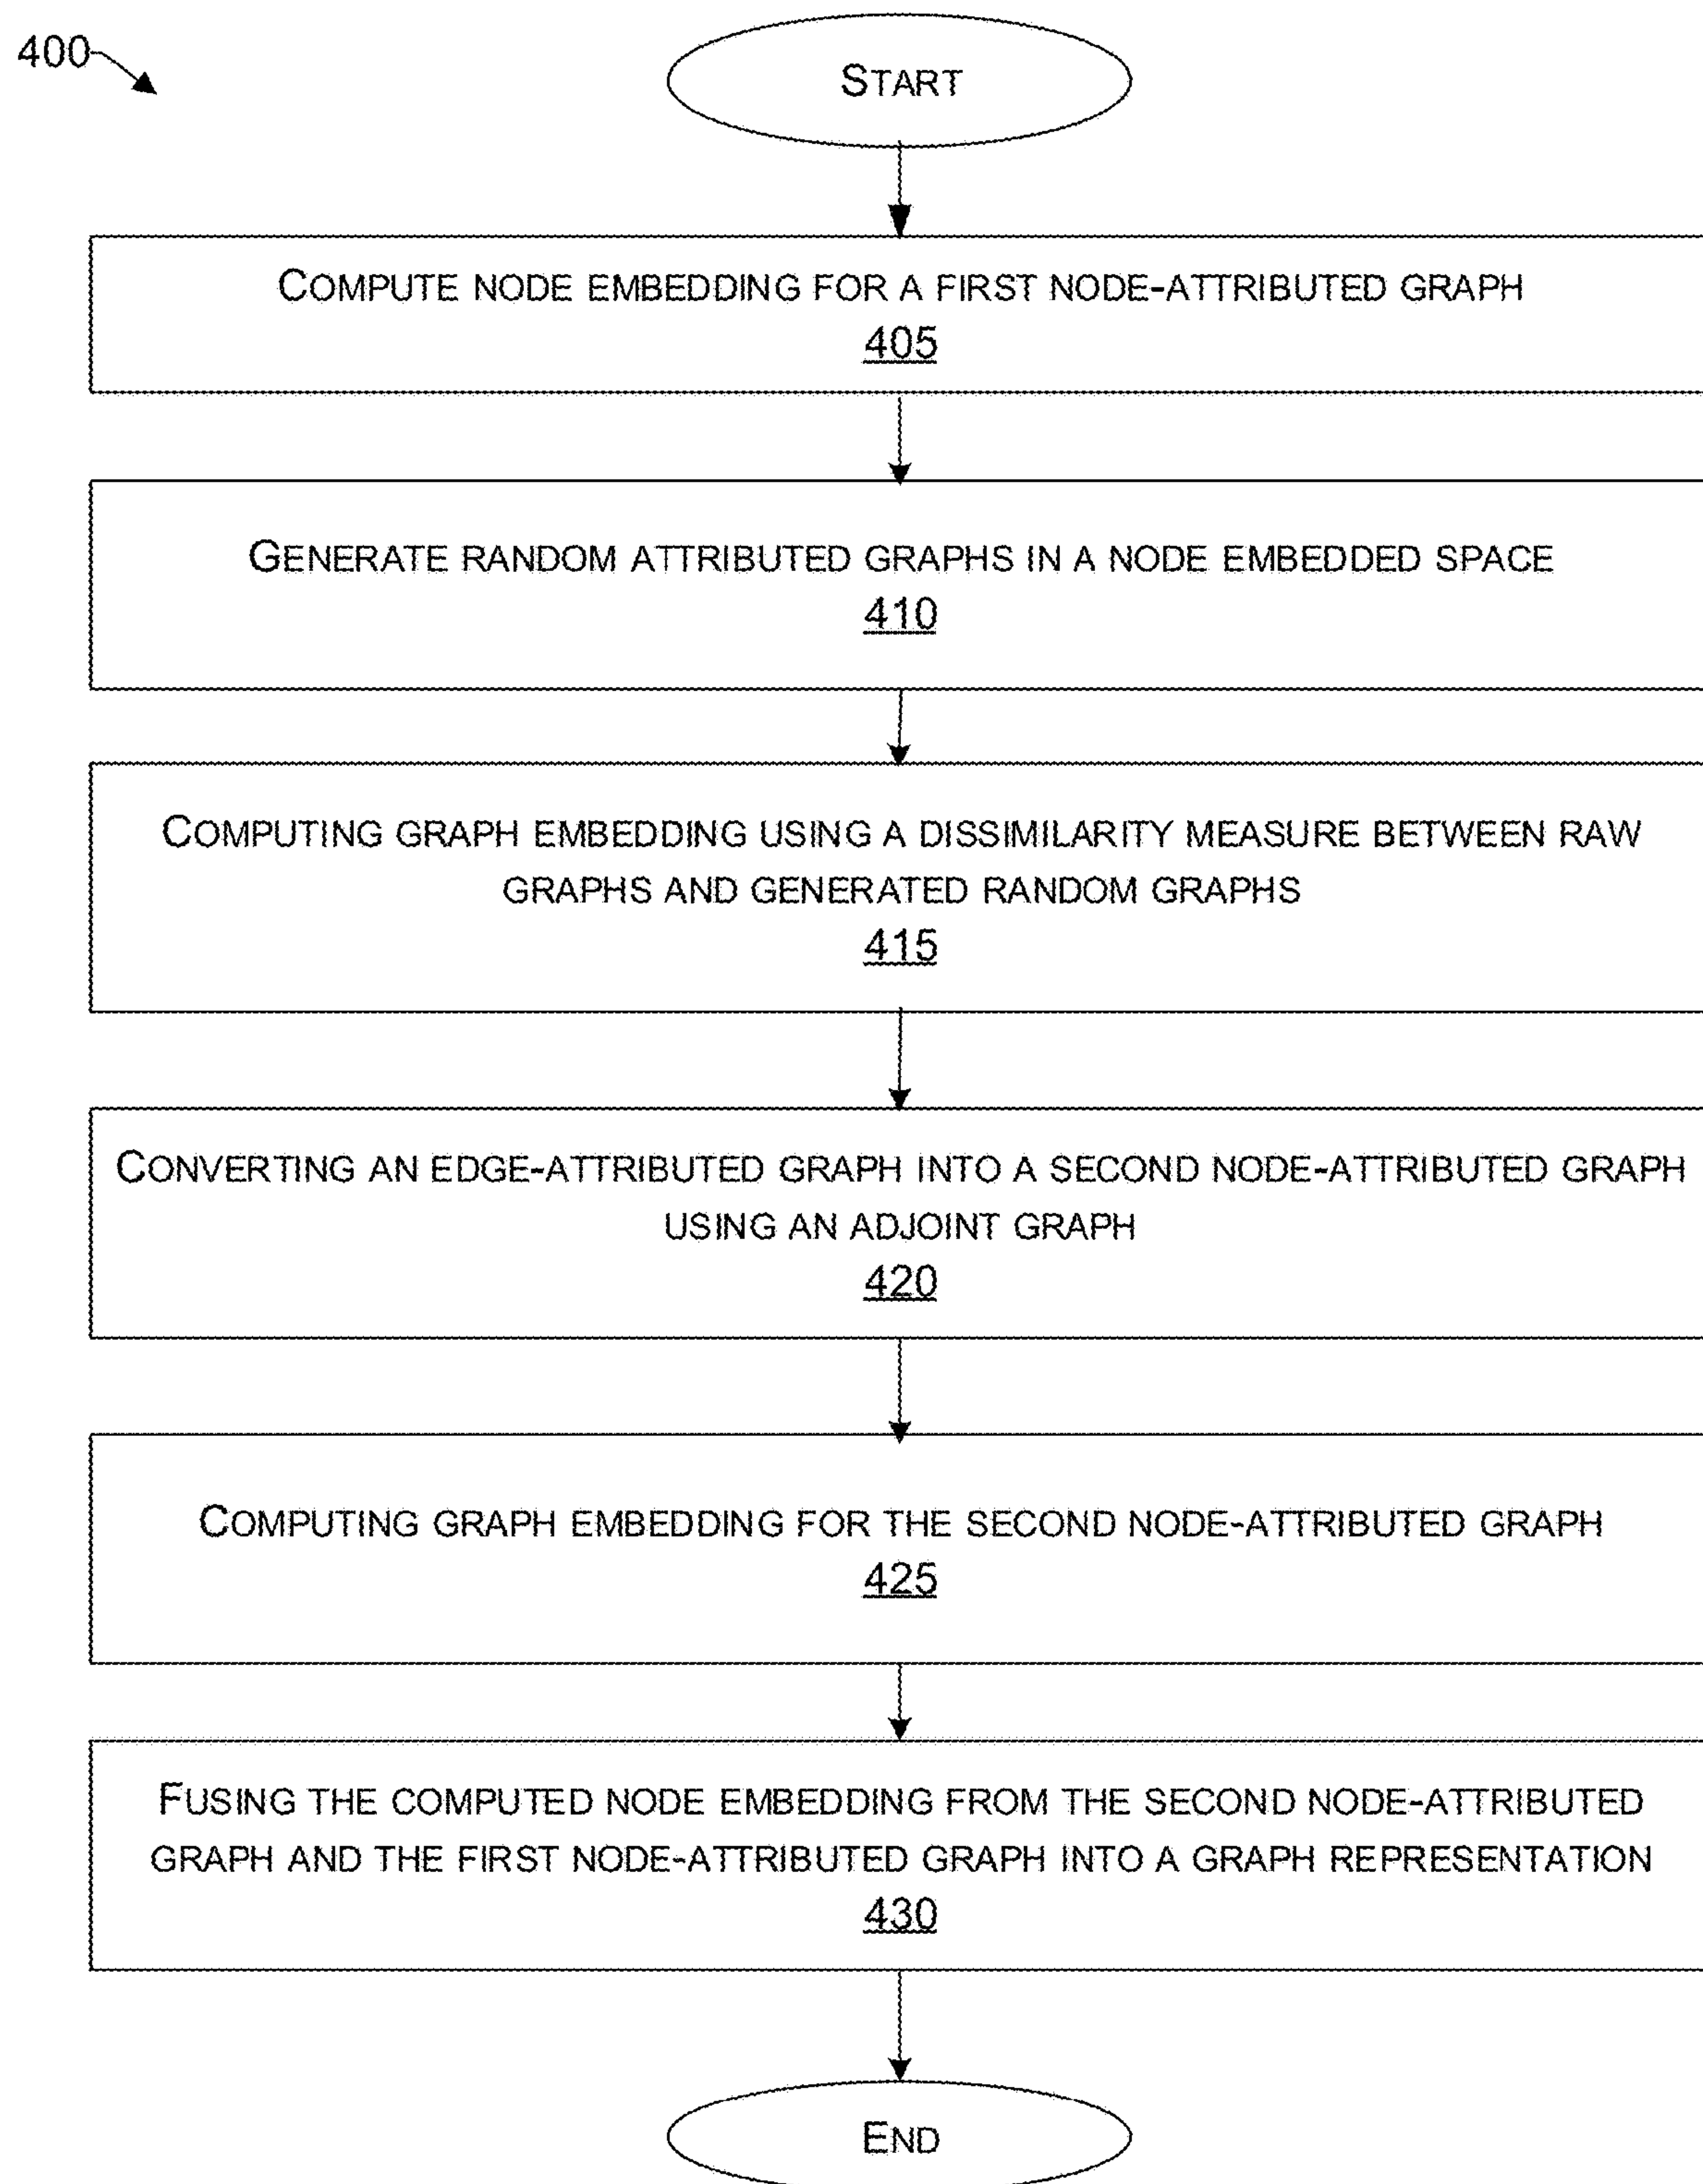 400
START
COMPUTE NODE EMBEDDING FOR A FIRST NODE-ATTRIBUTED GRAPH
405
GENERATE RANDOM ATTRIBUTED GRAPHS IN A NODE EMBEDDED SPACE
410
COMPUTING GRAPH EMBEDDING USING A DISSIMILARITY MEASURE BETWEEN RAW
GRAPHS AND GENERATED RANDOM GRAPHS
415
CONVERTING AN EDGE-ATTRIBUTED GRAPH INTO A SECOND NODE-ATTRIBUTED GRAPH
USING AN ADJOINT GRAPH
420
COMPUTING GRAPH EMBEDDING FOR THE SECOND NODE-ATTRIBUTED GRAPH
425
FUSING THE COMPUTED NODE EMBEDDING FROM THE SECOND NODE-ATTRIBUTED
GRAPH AND THE FIRST NODE-ATTRIBUTED GRAPH INTO A GRAPH REPRESENTATION
430
END